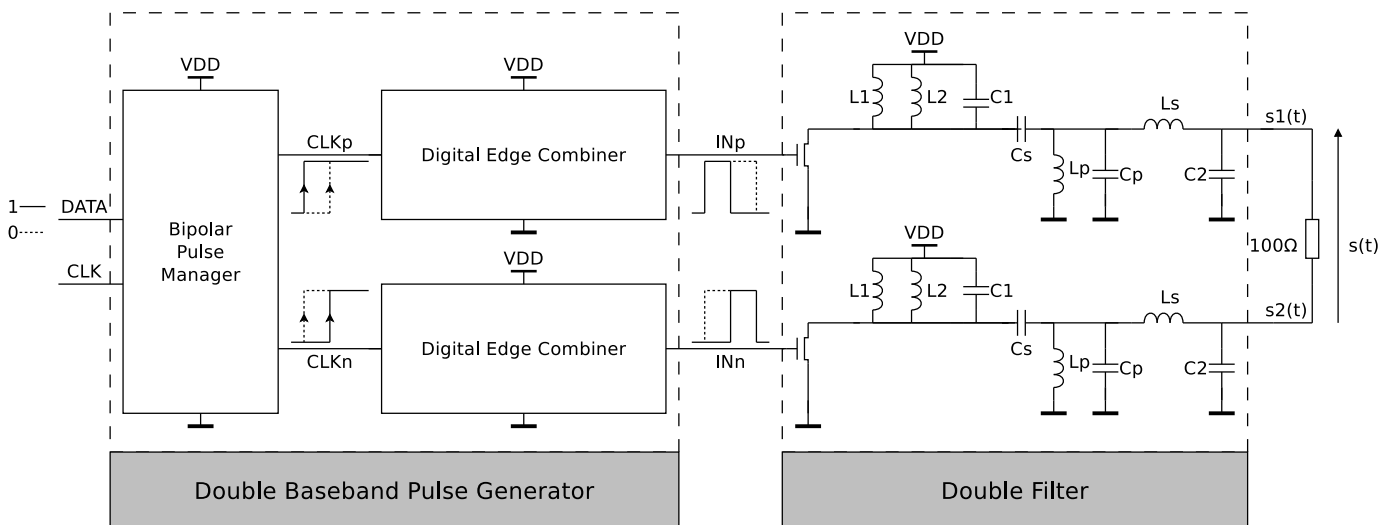 VDD
VDD
VDD
L1
L2
C1
Ls
s1(t)
CLKp
Digital Edge Combiner
INp
Cs
Lp
Cp
C2
1
DATA
0
Bipolar
Pulse
Manager
CLK
VDD
VDD
100Ω
s(t)
L1
L2
C1
Ls
s2(t)
CLKn
Digital Edge Combiner
INn
Cs
Lp
Cp
C2
Double Baseband Pulse Generator
Double Filter